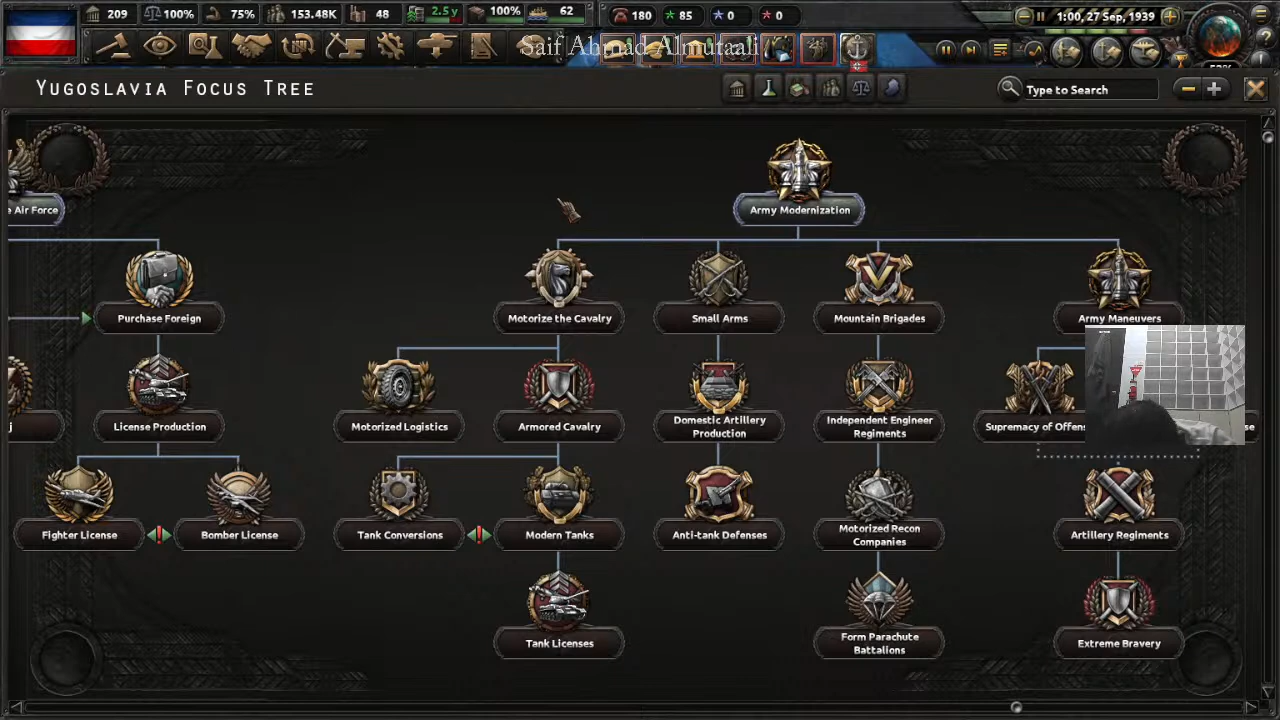 209 100% 75% 153.48K 48 2.5 y 100% 62 180 85 0 0 1:00, 27 Sep, 1939
Saif Ahmad Almutaali
Yugoslavia Focus Tree
Type to Search
Army Modernization
e Air Force
Purchase Foreign
Motorize the Cavalry
Small Arms
Mountain Brigades
Army Maneuvers
License Production
Motorized Logistics
Armored Cavalry
Domestic Artillery
Production
Independent Engineer
Regiments
Supremacy of Offens
Fighter License
Bomber License
Tank Conversions
Modern Tanks
Anti-tank Defenses
Motorized Recon
Companies
Artillery Regiments
Tank Licenses
Form Parachute
Battalions
Extreme Bravery